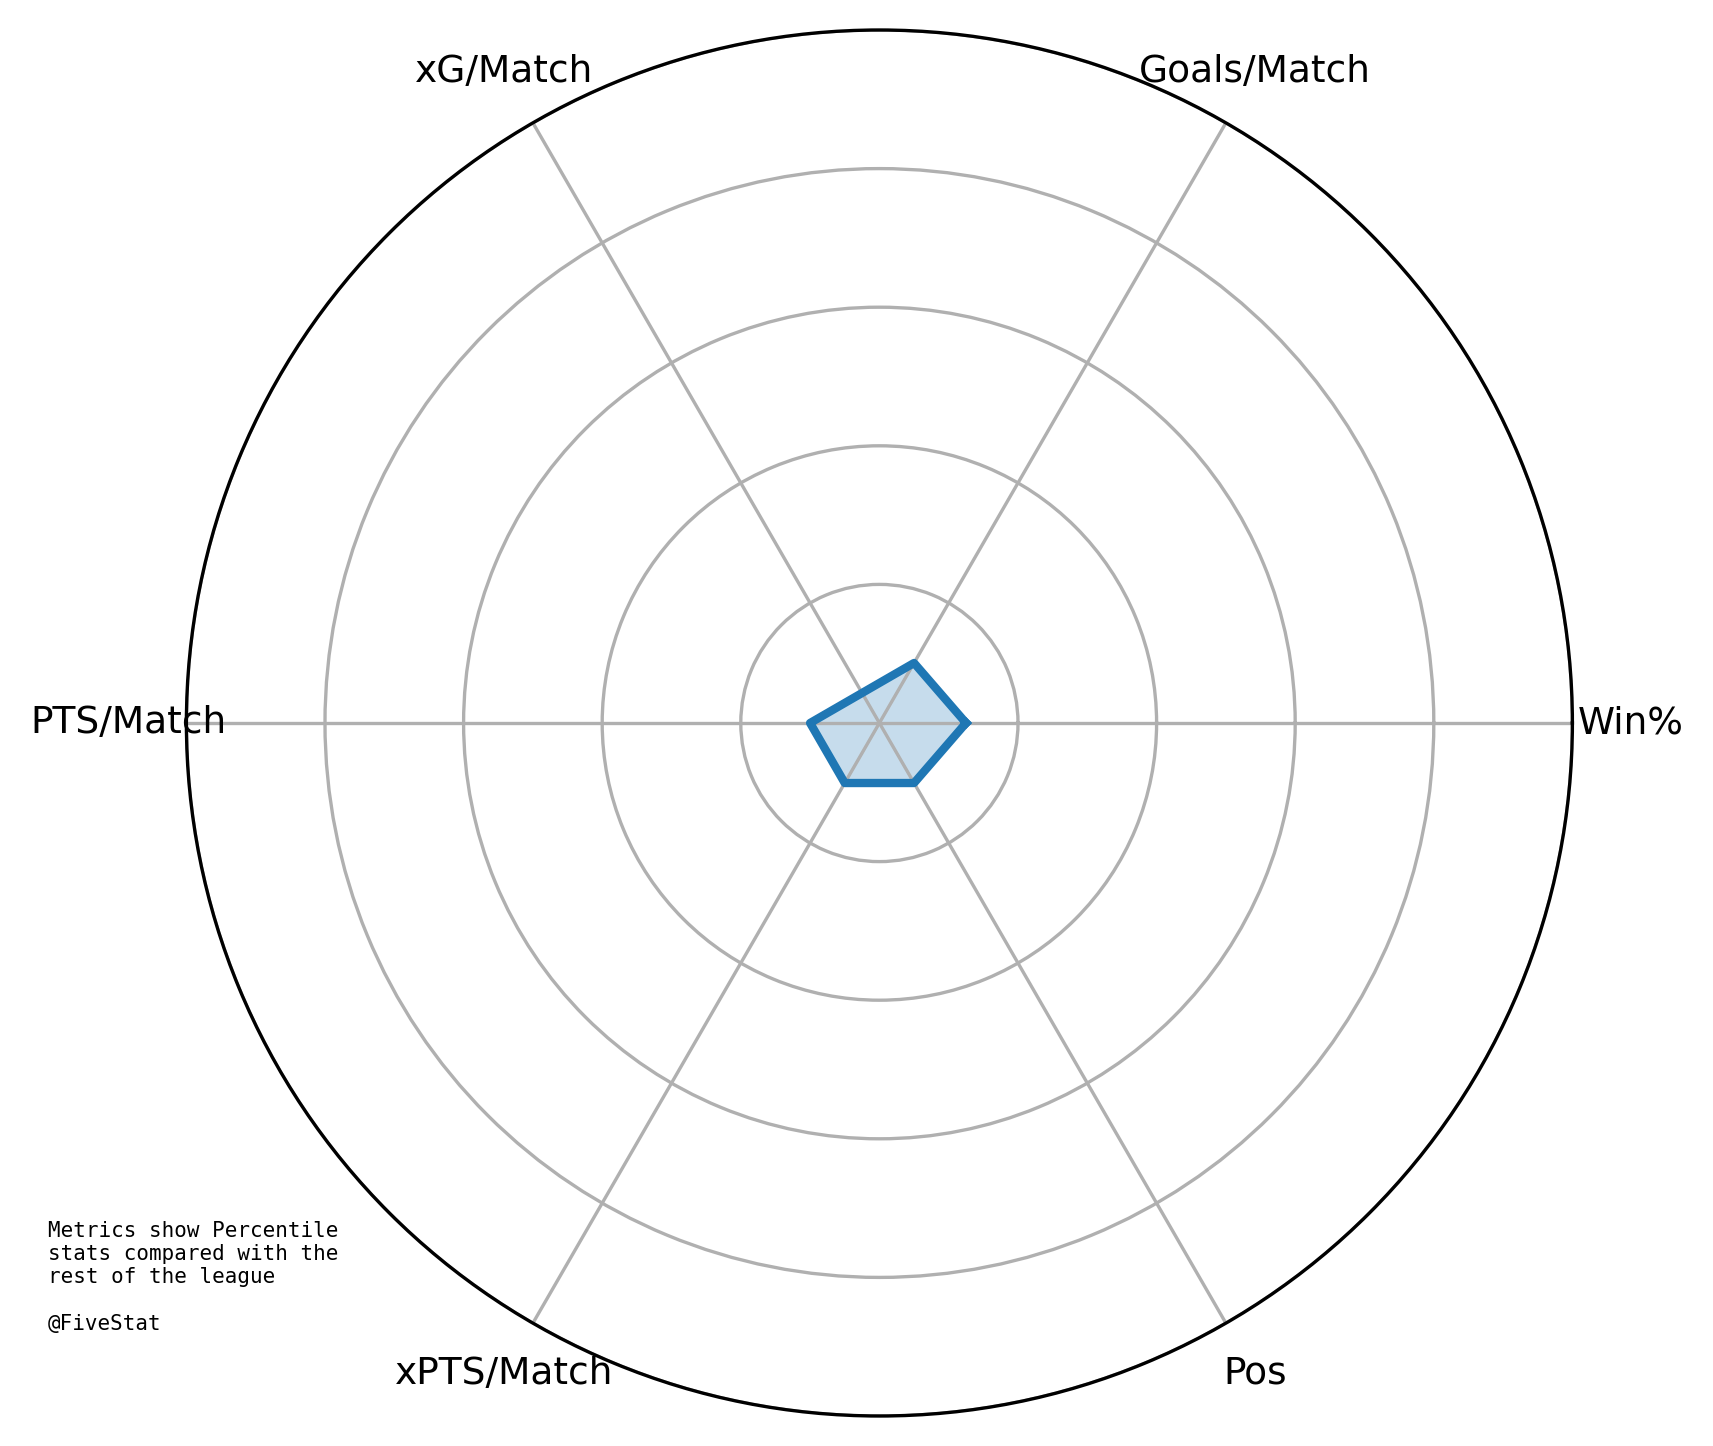 xG/Match
Goals/Match
PTS/Match
Win%
Metrics show Percentile
stats compared with the
rest of the league
@FiveStat
xPTS/Match
Pos